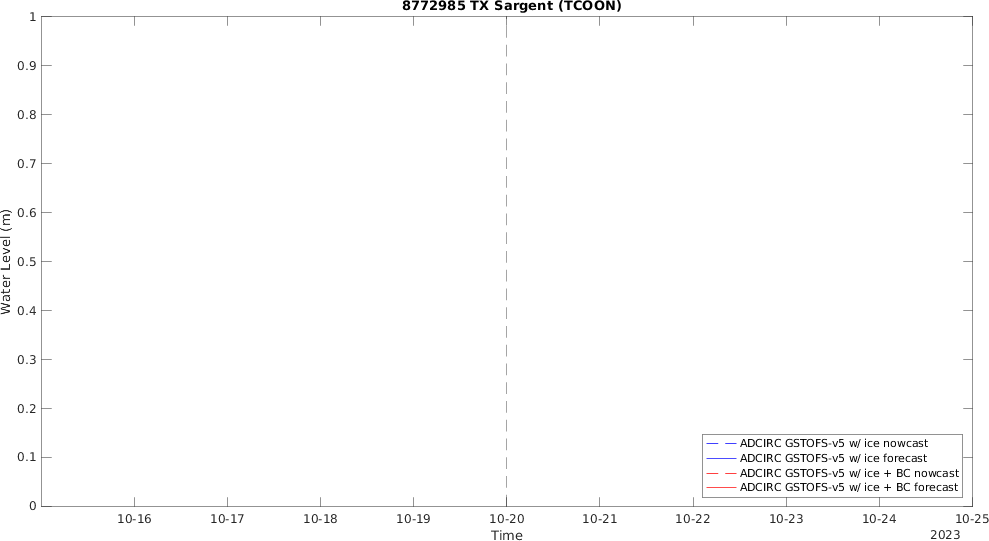 8772985 TX Sargent (TCOON)
1
0.9
0.8
0.7
0.6
0.5
0.4
0.3
0.2
0.1
0
Water Level (m)
ADCIRC GSTOFS-v5 w/ ice nowcast
ADCIRC GSTOFS-v5 w/ ice forecast
ADCIRC GSTOFS-v5 w/ ice + BC nowcast
ADCIRC GSTOFS-v5 w/ ice + BC forecast
10-16 10-17 10-18 10-19 10-20 10-21 10-22 10-23 10-24 10-25
Time
2023